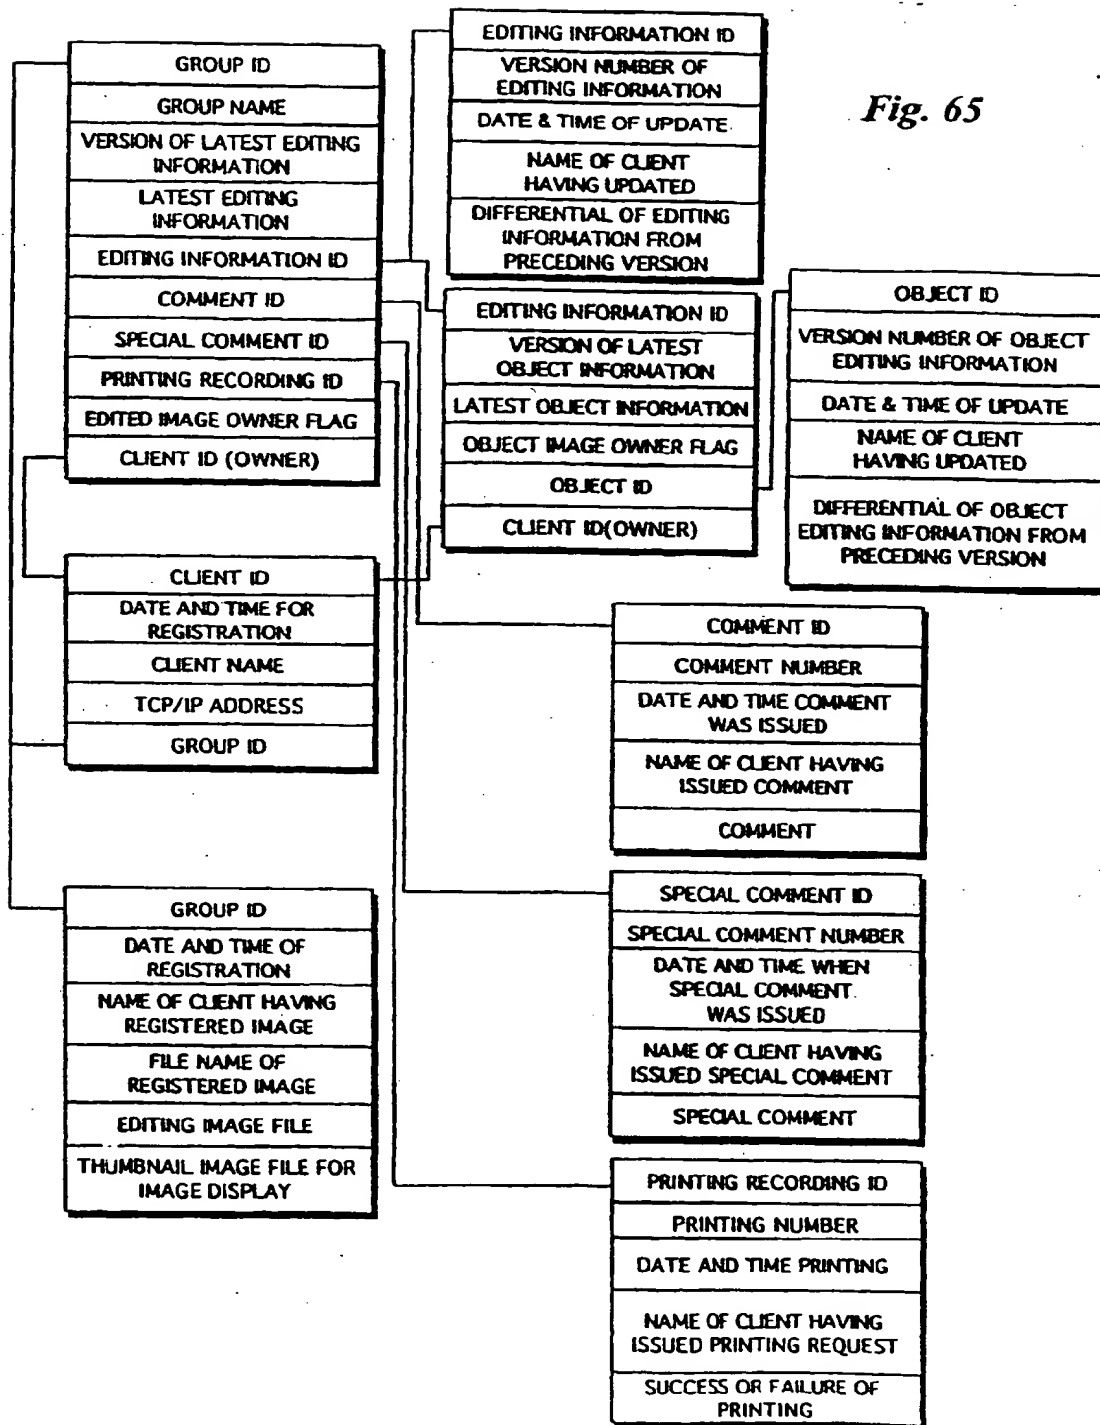 Fig. 65
GROUP ID
GROUP NAME
VERSION OF LATEST EDITING
INFORMATION
LATEST EDITING
INFORMATION
EDITING INFORMATION ID
COMMENT ID
SPECIAL COMMENT ID
PRINTING RECORDING ID
EDITED IMAGE OWNER FLAG
CLIENT ID (OWNER)
CLIENT ID
DATE AND TIME FOR
REGISTRATION
CLIENT NAME
TCP/IP ADDRESS
GROUP ID
GROUP ID
DATE AND TIME OF
REGISTRATION
NAME OF CLIENT HAVING
REGISTERED IMAGE
FILE NAME OF
REGISTERED IMAGE
EDITING IMAGE FILE
THUMBNAIL IMAGE FILE FOR
IMAGE DISPLAY
EDITING INFORMATION ID
VERSION NUMBER OF
EDITING INFORMATION
DATE & TIME OF UPDATE
NAME OF CLIENT
HAVING UPDATED
DIFFERENTIAL OF EDITING
INFORMATION FROM
PRECEDING VERSION
EDITING INFORMATION ID
VERSION OF LATEST
OBJECT INFORMATION
LATEST OBJECT INFORMATION
OBJECT IMAGE OWNER FLAG
OBJECT ID
CLIENT ID(OWNER)
OBJECT ID
VERSION NUMBER OF OBJECT
EDITING INFORMATION
DATE & TIME OF UPDATE
NAME OF CLIENT
HAVING UPDATED
DIFFERENTIAL OF OBJECT
EDITING INFORMATION FROM
PRECEDING VERSION
COMMENT ID
COMMENT NUMBER
DATE AND TIME COMMENT
WAS ISSUED
NAME OF CLIENT HAVING
ISSUED COMMENT
COMMENT
SPECIAL COMMENT ID
SPECIAL COMMENT NUMBER
DATE AND TIME WHEN
SPECIAL COMMENT
WAS ISSUED
NAME OF CLIENT HAVING
ISSUED SPECIAL COMMENT
SPECIAL COMMENT
PRINTING RECORDING ID
PRINTING NUMBER
DATE AND TIME PRINTING
NAME OF CLIENT HAVING
ISSUED PRINTING REQUEST
SUCCESS OR FAILURE OF
PRINTING